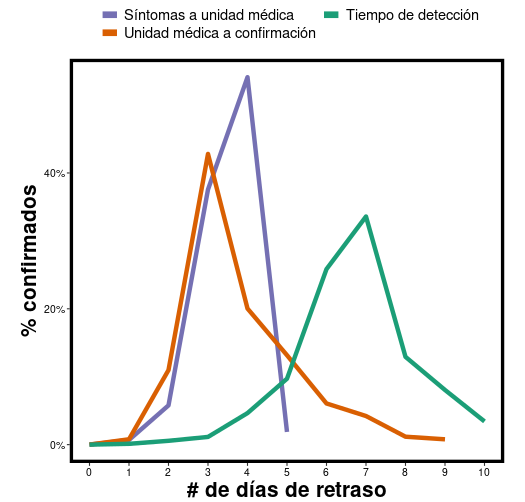 Síntomas a unidad médica
Tiempo de detección
Unidad médica a confirmación
% confirmados
40%
20%
0%
0 1 2 3 4 5 6 7 8 9 10
# de días de retraso